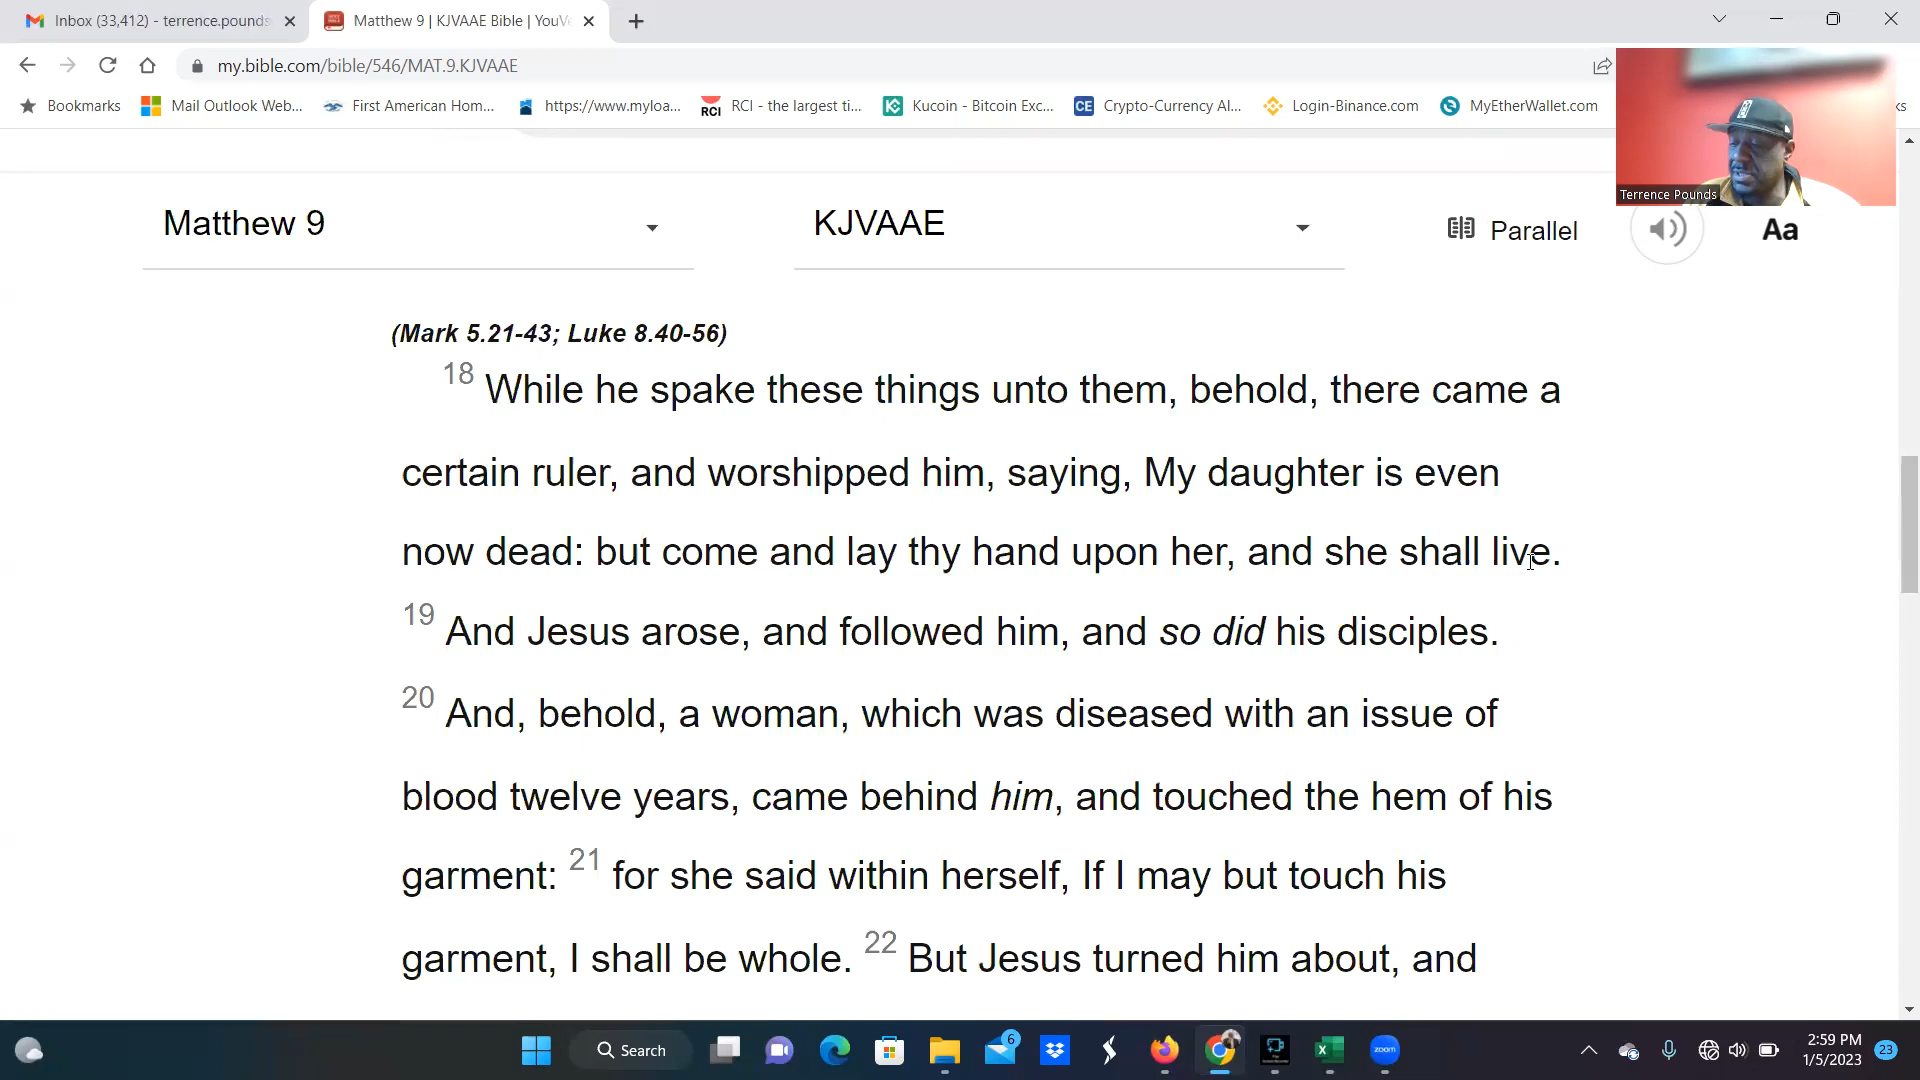 Inbox (33,412) - terrence.pounds
Matthew 9 | KJVAAE Bible | YouV
my.bible.com/bible/546/MAT.9.KJVAAE
Bookmarks
Mail Outlook Web...
First American Hom...
https://www.myloa...
RCI
RCI - the largest ti...
Kucoin - Bitcoin Exc...
CE
Crypto-Currency Al...
Login-Binance.com
MyEtherWallet.com
ks
Terrence Pounds
Matthew 9
KJVAAE
Parallel
Aa
(Mark 5.21-43; Luke 8.40-56)
18 While he spake these things unto them, behold, there came a
certain ruler, and worshipped him, saying, My daughter is even
now dead: but come and lay thy hand upon her, and she shall live.
19 And Jesus arose, and followed him, and so did his disciples.
20 And, behold, a woman, which was diseased with an issue of
blood twelve years, came behind him, and touched the hem of his
garment: 21 for she said within herself, If I may but touch his
garment, I shall be whole. 22 But Jesus turned him about, and
Search
6
zoom
2:59 PM
1/5/2023
23